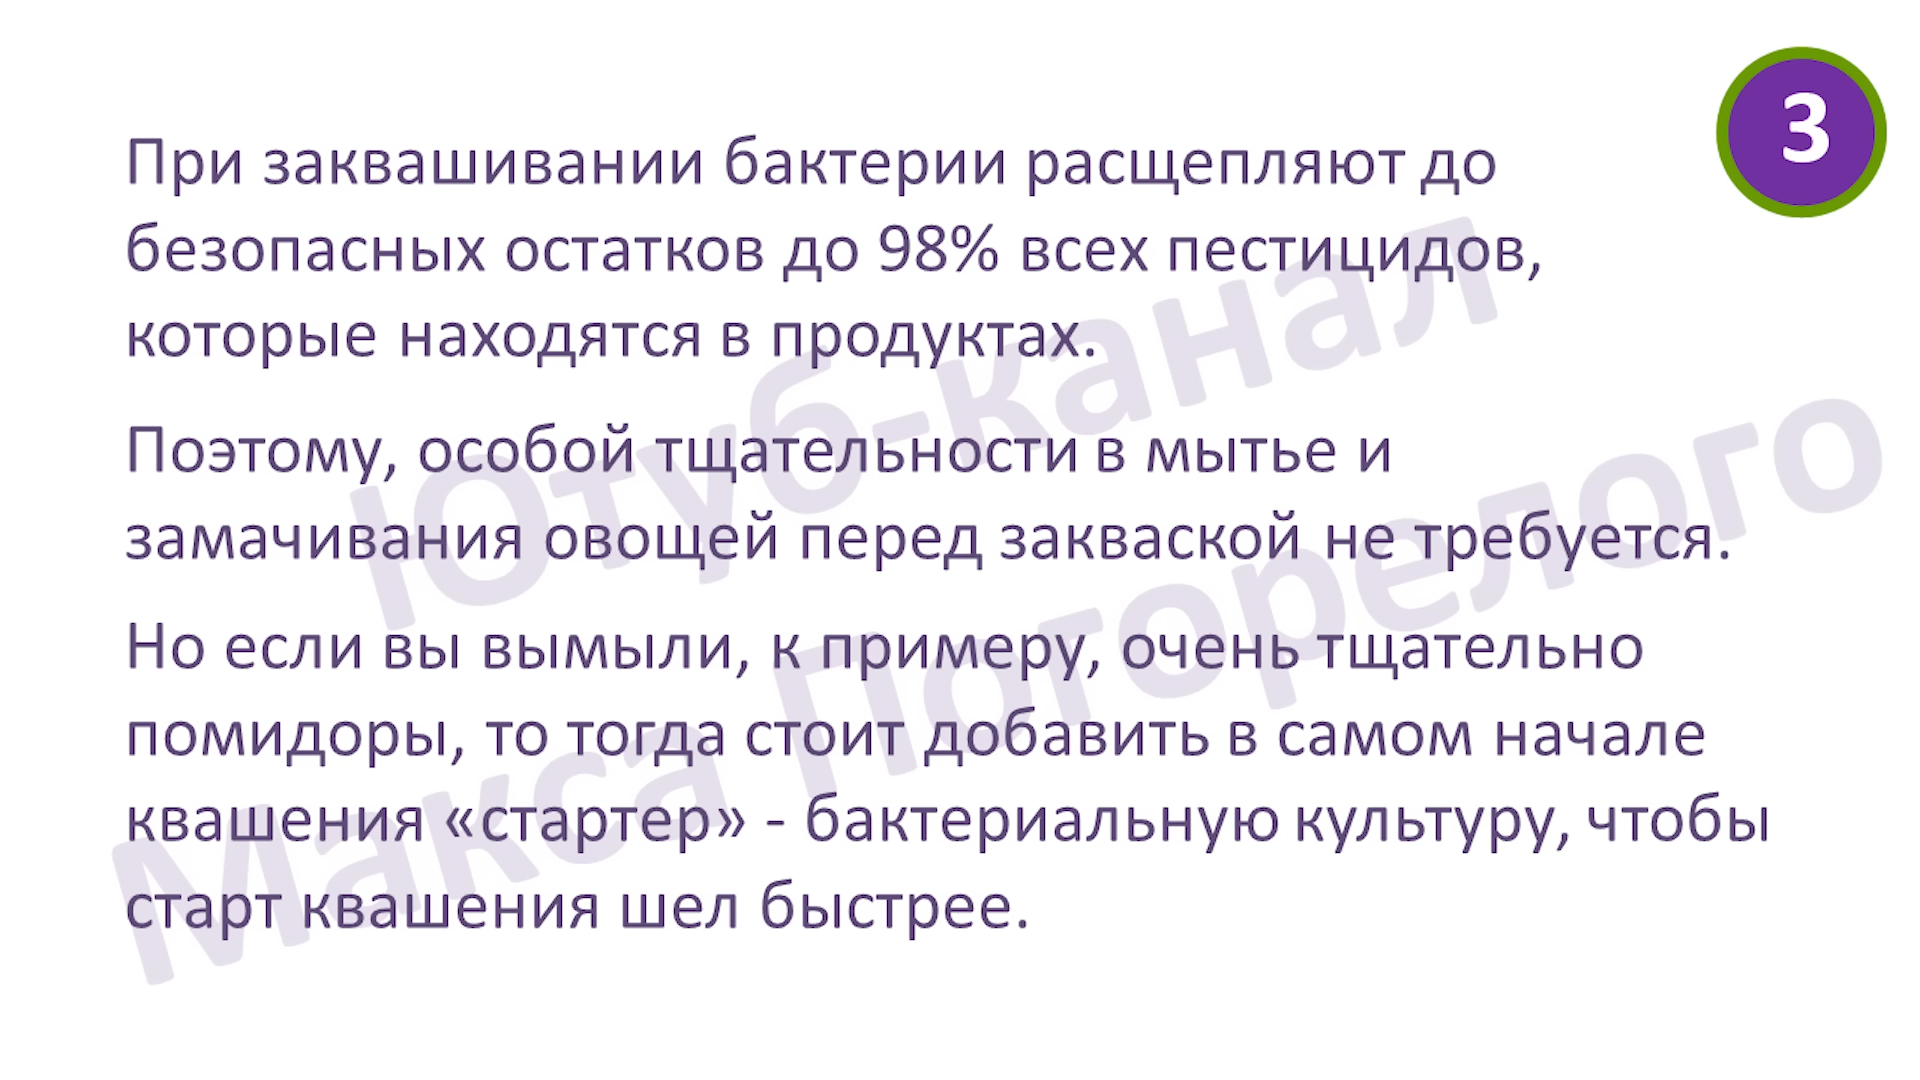 3
При заквашивании бактерии расщепляют до
безопасных остатков до 98% всех пестицидов,
которые находятся в продуктах.
Поэтому, особой тщательности в мытье и
замачивания овощей перед закваской не требуется.
Но если вы вымыли, к примеру, очень тщательно
помидоры, то тогда стоит добавить в самом начале
квашения «стартер» - бактериальную культуру, чтобы
старт квашения шел быстрее.
Ютуб-канал
Макса Погорелого